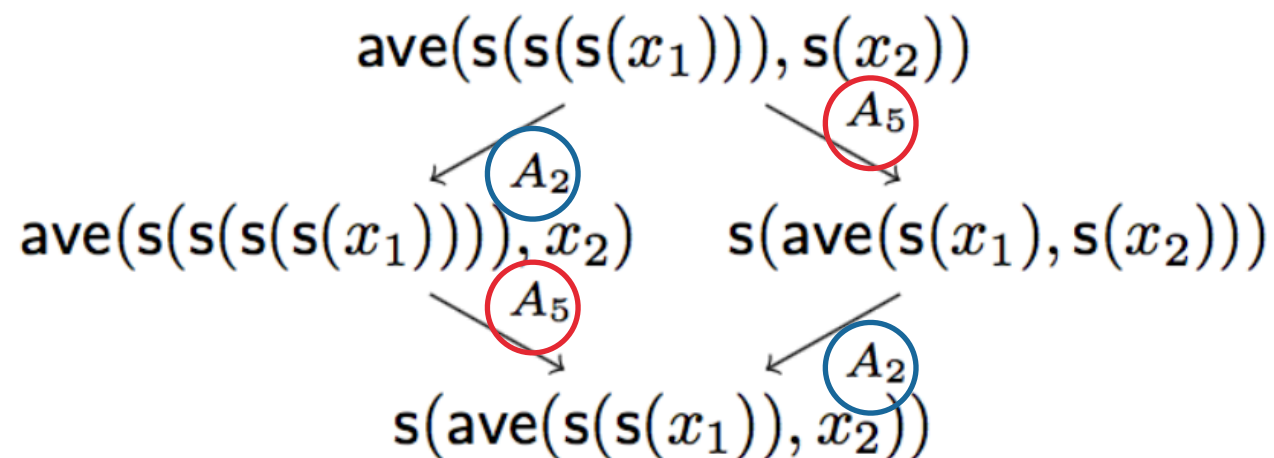 ave(s(s(s(x₁))), s(x₂))
A₅
A₂
ave(s(s(s(s(x₁)))), x₂) s(ave(s(x₁), s(x₂)))
A₅
A₂
s(ave(s(s(x₁)), x₂))